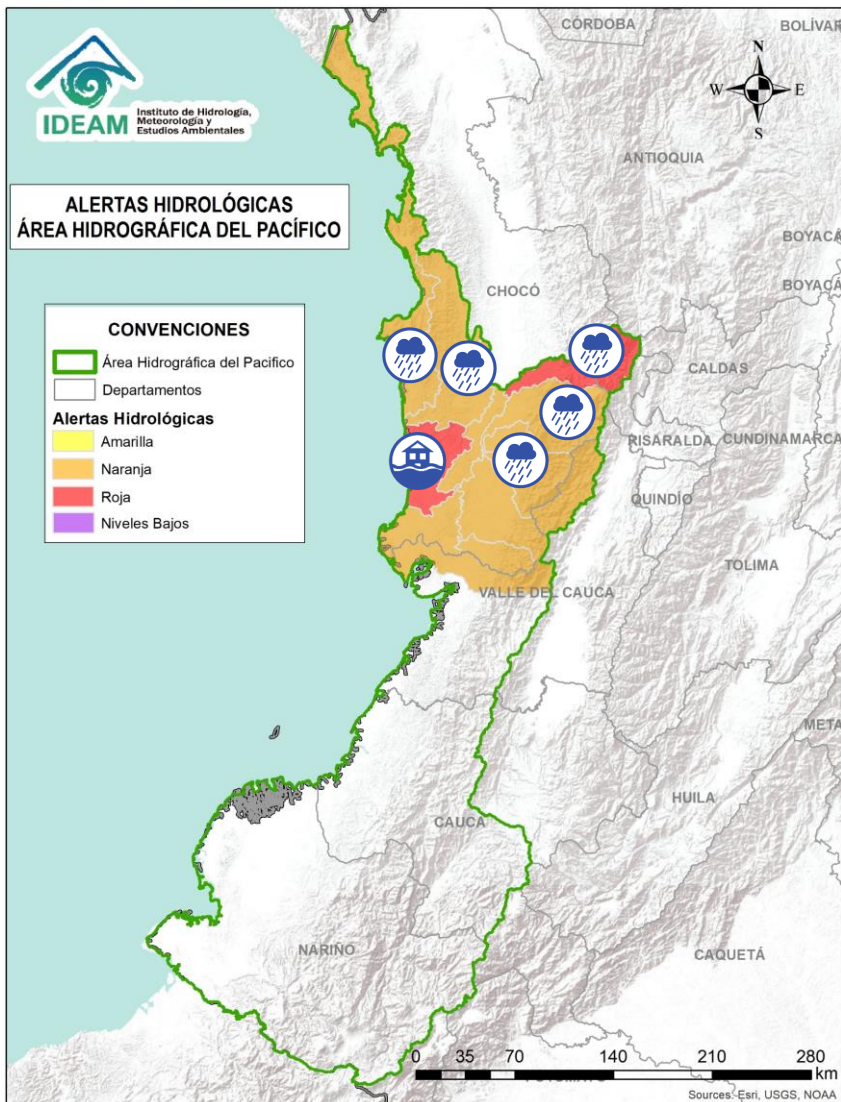 IDEAM
Instituto de Hidrología,
Meteorología y
Estudios Ambientales
ALERTAS HIDROLÓGICAS
ÁREA HIDROGRÁFICA DEL PACÍFICO
CONVENCIONES
Área Hidrográfica del Pacifico
Departamentos
Alertas Hidrológicas
Amarilla
Naranja
Roja
Niveles Bajos
N
W
E
S
CÓRDOBA
BOLÍVAR
ANTIOQUIA
BOYACÁ
BOYACÁ
CHOCÓ
CALDAS
RISARALDA
CUNDINAMARCA
QUINDÍO
TOLIMA
VALLE DEL CAUCA
META
HUILA
CAUCA
NARIÑO
CAQUETÁ
0 35 70 140 210 280
km
Sources: Esri, USGS, NOAA